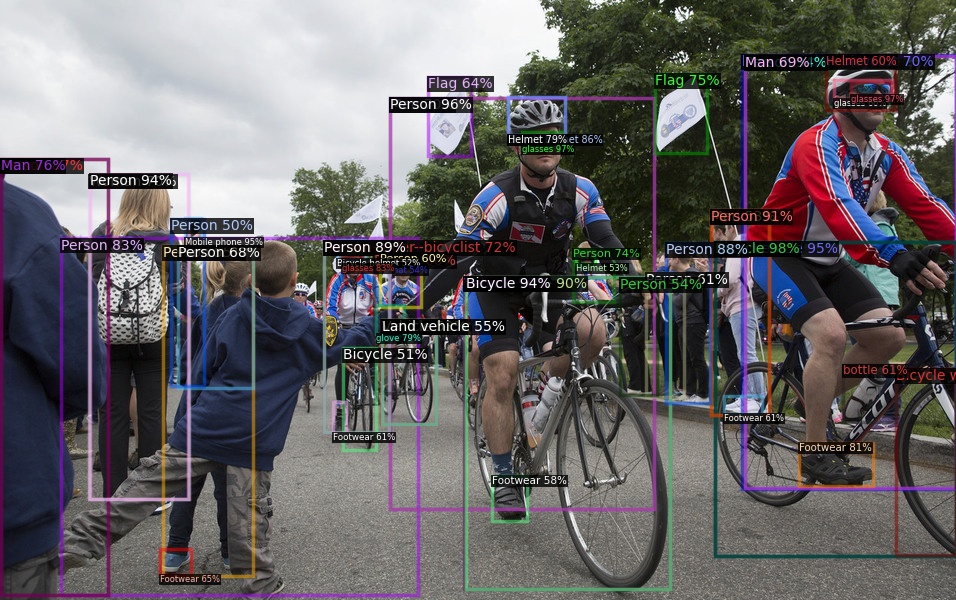 Man 69%
Helmet 60%
70%
Flag 75%
Flag 64%
glasses 97%
Person 96%
Helmet 79%
et 86%
glasses 97%
Man 76%
Person 94%
Person 91%
Person 50%
Mobile phone 95%
Person 83%
Person 68%
Person 89%
r--bicyclist 72%
Person 60%
Person 74%
Person 88%
le 98%
95%
Bicycle helmet 52%
glasses 83%
Helmet 53%
Bicycle 94%
90%
Person 54%
51%
Land vehicle 55%
glove 79%
Bicycle 51%
bottle 61%
Bicycle w
Footwear 61%
Footwear 61%
Footwear 81%
Footwear 58%
Footwear 65%